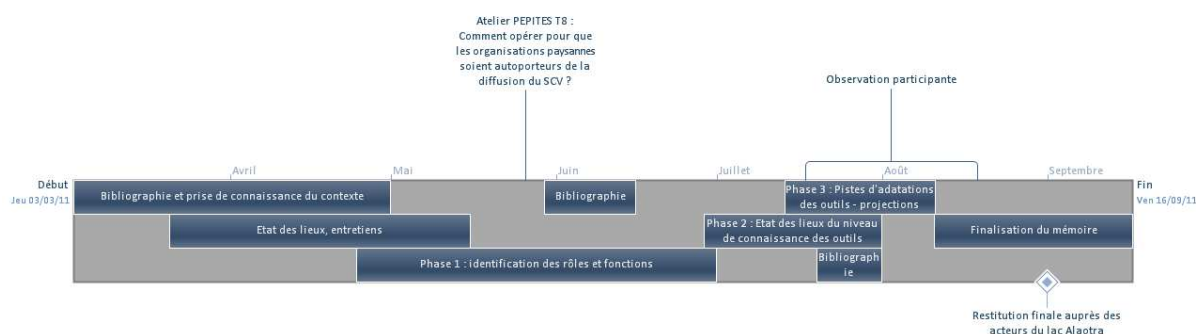 Atelier PEPITES T8 :
Comment opérer pour que
les organisations paysannes
soient autoporteurs de la
diffusion du SCV ?
Observation participante
Avril
Mai
Juin
Juillet
Août
Septembre
Début
Jeu 03/03/11
Fin
Ven 16/09/11
Bibliographie et prise de connaissance du contexte
Bibliographie
Phase 3 : Pistes d'adatations
des outils - projections
Etat des lieux, entretiens
Phase 2 : Etat des lieux du niveau
de connaissance des outils
Finalisation du mémoire
Phase 1 : identification des rôles et fonctions
Bibliograph
ie
Restitution finale auprès des
acteurs du lac Alaotra